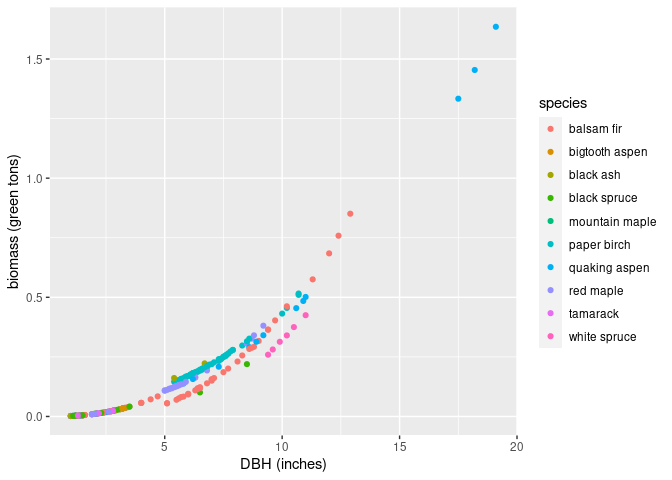 biomass (green tons)
1.5
1.0
0.5
0.0
5
10
15
20
DBH (inches)
species
balsam fir
bigtooth aspen
black ash
black spruce
mountain maple
paper birch
quaking aspen
red maple
tamarack
white spruce